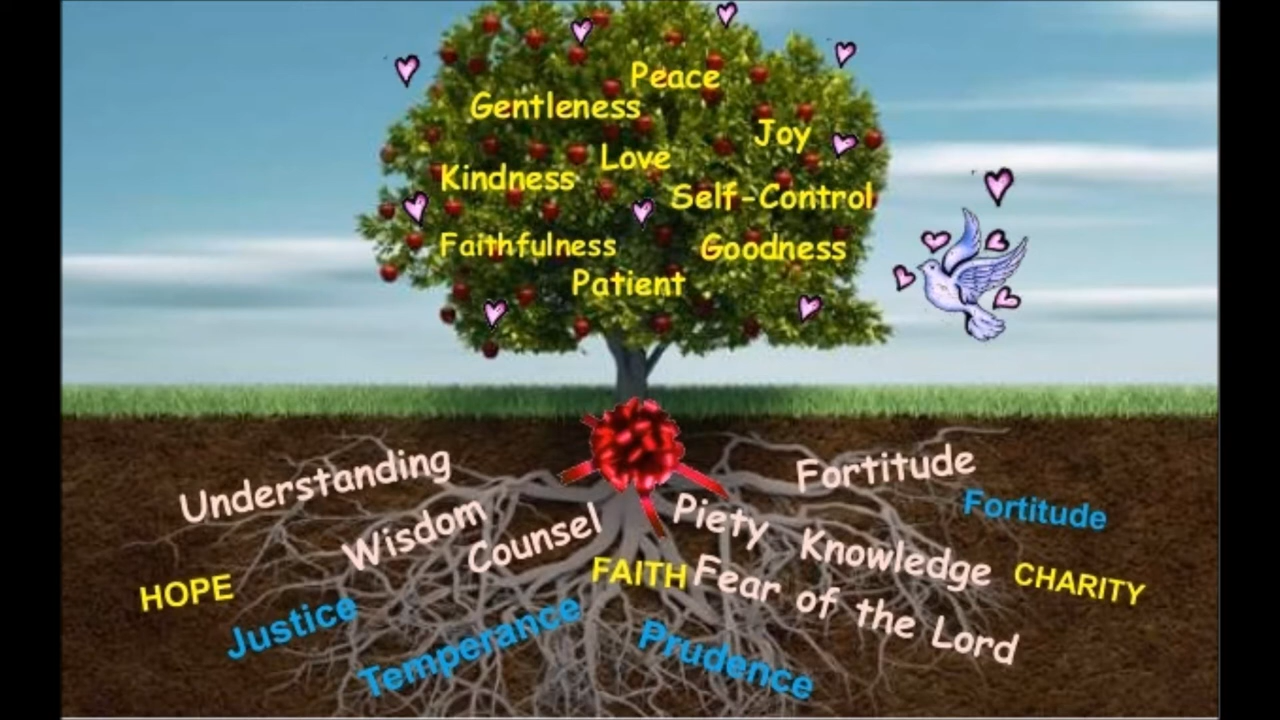 Peace
Gentleness
Joy
Love
Kindness
Self-Control
Faithfulness
Goodness
Patient
Understanding
Fortitude
Fortitude
Wisdom
Counsel
Piety
Knowledge
HOPE
FAITH
Fear of the Lord
CHARITY
Justice
Temperance
Prudence